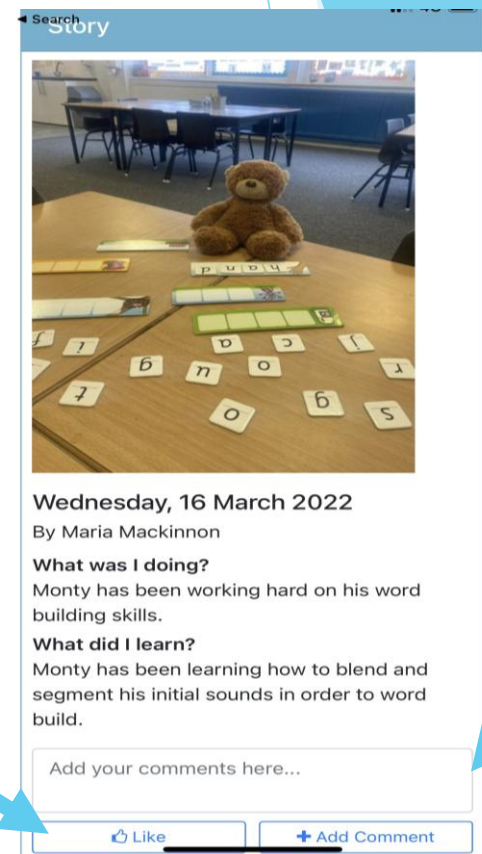 Search
Story
h a n d
Wednesday, 16 March 2022
By Maria Mackinnon
What was I doing?
Monty has been working hard on his word
building skills.
What did I learn?
Monty has been learning how to blend and
segment his initial sounds in order to word
build.
Add your comments here...
Like
Add Comment